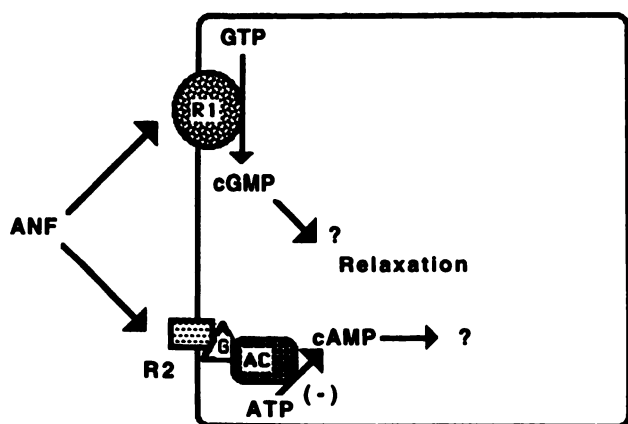 GTP
R1
cGMP
ANF
?
Relaxation
R2
G
AC
cAMP
?
ATP
(-)